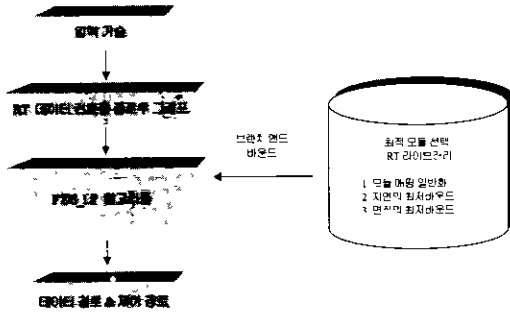 입력 기술
RT 데이터 컨트롤 플로우 그래프
브랜치 앤드
바운드
최적 모듈 선택
RT 라이브러리
FDS_LP 알고리즘
1 모듈 매핑 일반화
2 지연의 최저바운드
3 면적의 최저바운드
데이터 경로 & 제어 경로